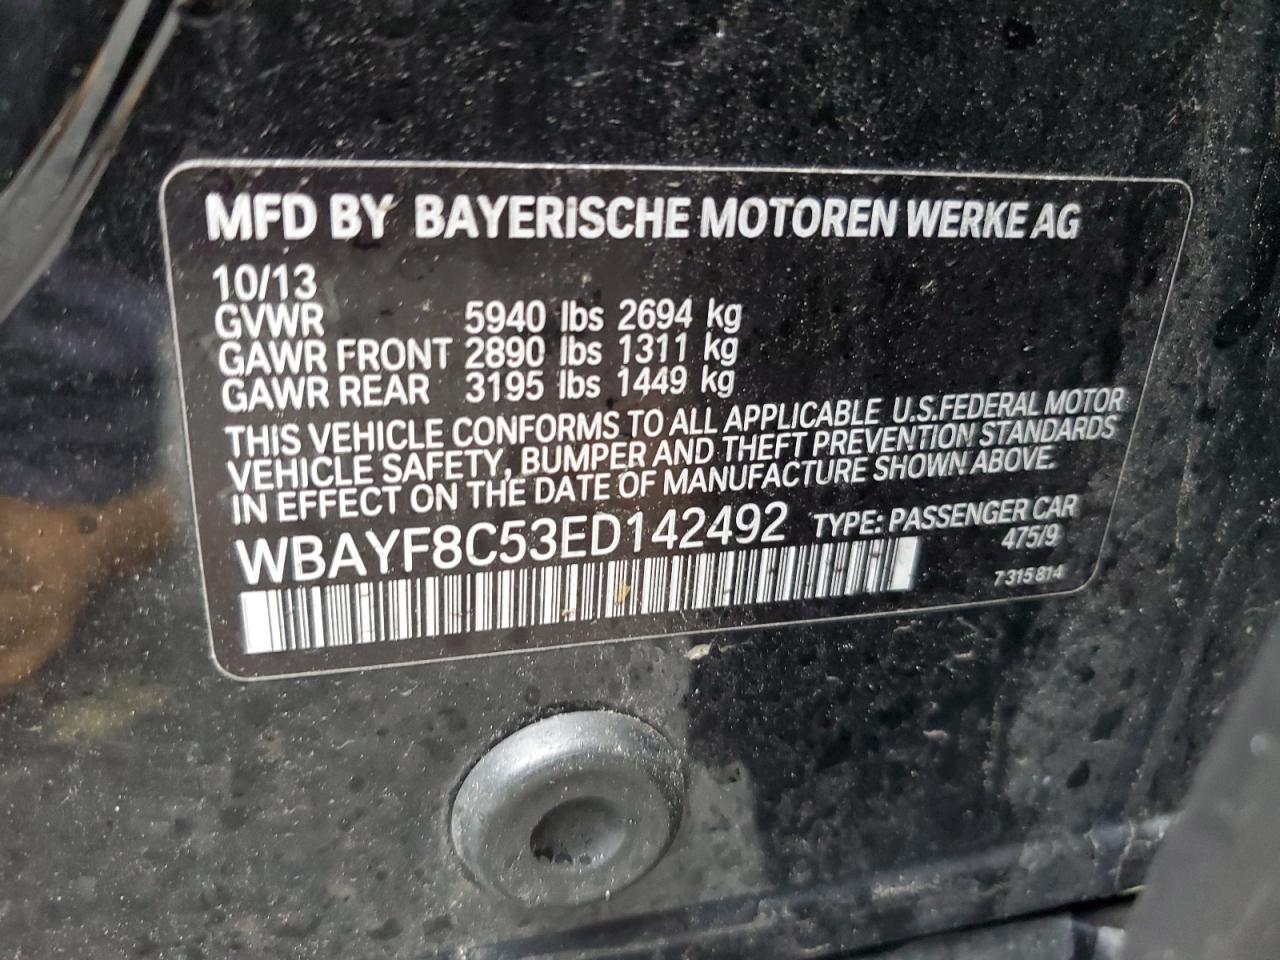 MFD BY BAYERISCHE MOTOREN WERKE AG
10/13
GVWR 5940 lbs 2694 kg
GAWR FRONT 2890 lbs 1311 kg
GAWR REAR 3195 lbs 1449 kg
THIS VEHICLE CONFORMS TO ALL APPLICABLE U.S.FEDERAL MOTOR
VEHICLE SAFETY, BUMPER AND THEFT PREVENTION STANDARDS
IN EFFECT ON THE DATE OF MANUFACTURE SHOWN ABOVE.
WBAYF8C53ED142492 TYPE: PASSENGER CAR
475/9
7 315 814